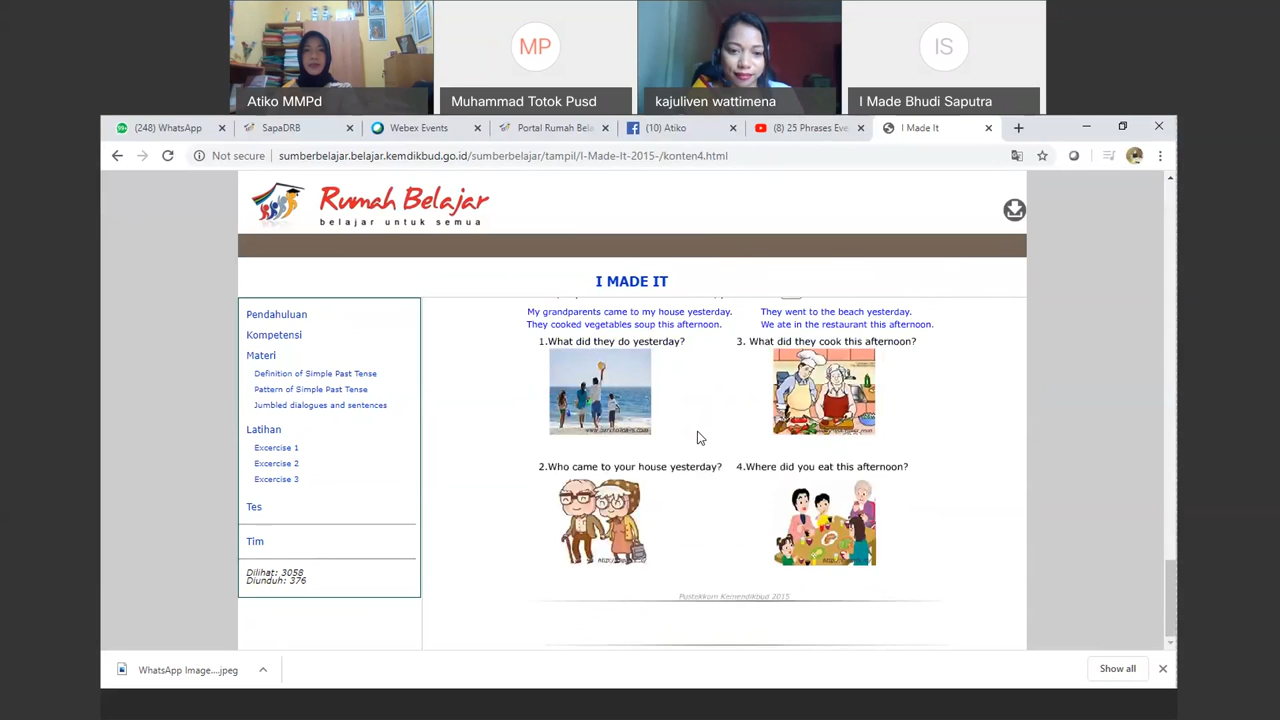 MP
IS
Atiko MMPd
Muhammad Totok Pusd
kajuliven wattimena
I Made Bhudi Saputra
99+
(248) WhatsApp
SapaDRB
Webex Events
Portal Rumah Bela
(10) Atiko
(8) 25 Phrases Eve
I Made It
Not secure
sumberbelajar.belajar.kemdikbud.go.id/sumberbelajar/tampil/I-Made-It-2015-/konten4.html
Rumah Belajar
belajar untuk semua
I MADE IT
Pendahuluan
Kompetensi
Materi
Definition of Simple Past Tense
Pattern of Simple Past Tense
Jumbled dialogues and sentences
Latihan
Excercise 1
Excercise 2
Excercise 3
Tes
Tim
Dilihat: 3058
Diunduh: 376
My grandparents came to my house yesterday.
They cooked vegetables soup this afternoon.
They went to the beach yesterday.
We ate in the restaurant this afternoon.
1.What did they do yesterday?
2.Who came to your house yesterday?
3. What did they cook this afternoon?
4.Where did you eat this afternoon?
Pustekkom Kemendikbud 2015
WhatsApp Image....jpeg
Show all